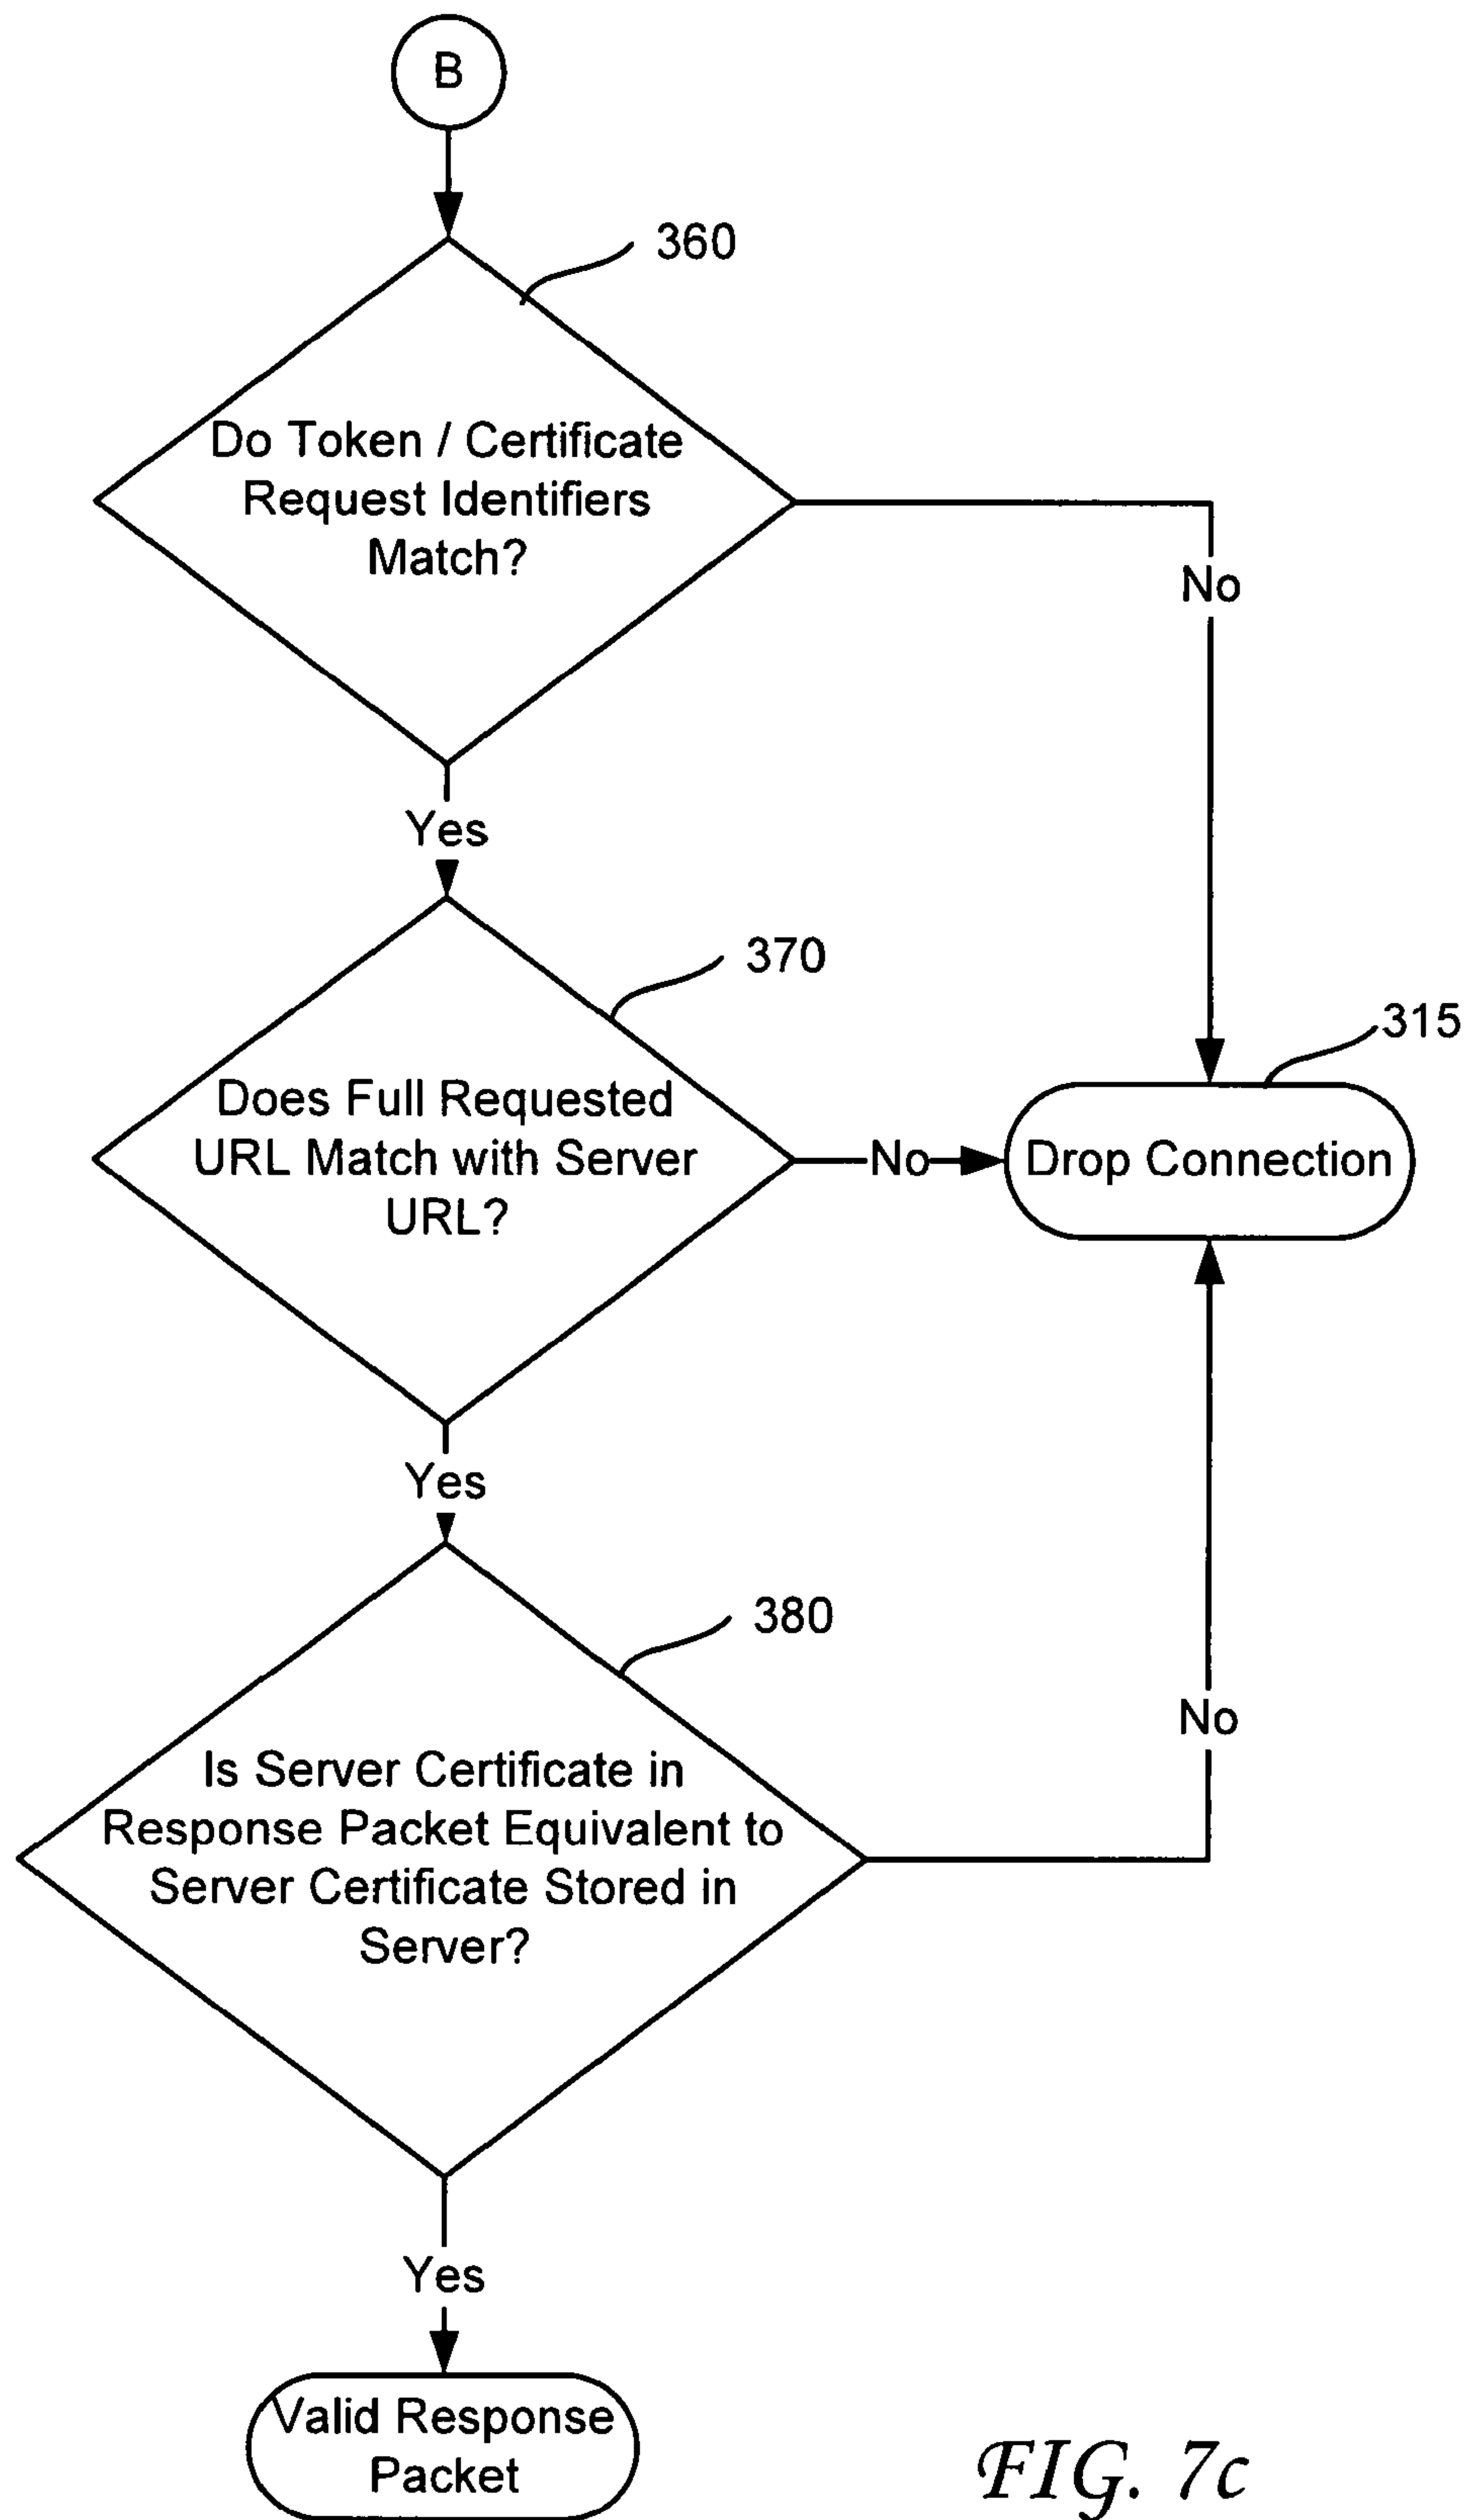 B
360
Do Token / Certificate
Request Identifiers
Match?
No
Yes
370
315
Does Full Requested
URL Match with Server
URL?
No
Drop Connection
Yes
380
No
Is Server Certificate in
Response Packet Equivalent to
Server Certificate Stored in
Server?
Yes
Valid Response
Packet
FIG. 7c